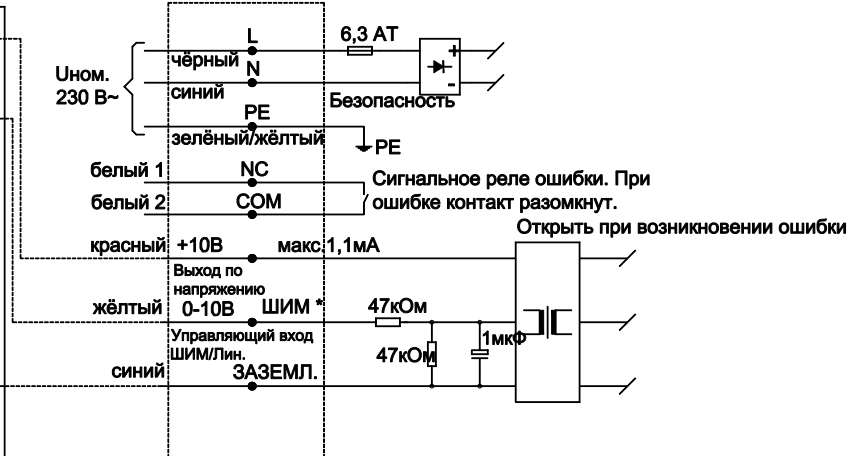 L
6,3 АТ
чёрный
+
N
Uном.
230 В~
синий
-
Безопасность
PE
зелёный/жёлтый
PE
белый 1
NC
Сигнальное реле ошибки. При
белый 2
COM
ошибке контакт разомкнут.
Открыть при возникновении ошибки
красный
+10В
макс.1,1мА
Выход по
напряжению
жёлтый
0-10В
ШИМ *
47кОм
Управляющий вход
ШИМ/Лин.
47кОм
1мкФ
синий
ЗАЗЕМЛ.